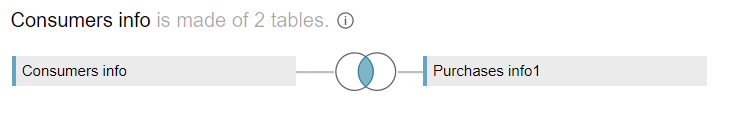 Consumers info is made of 2 tables.
Consumers info
Purchases info1